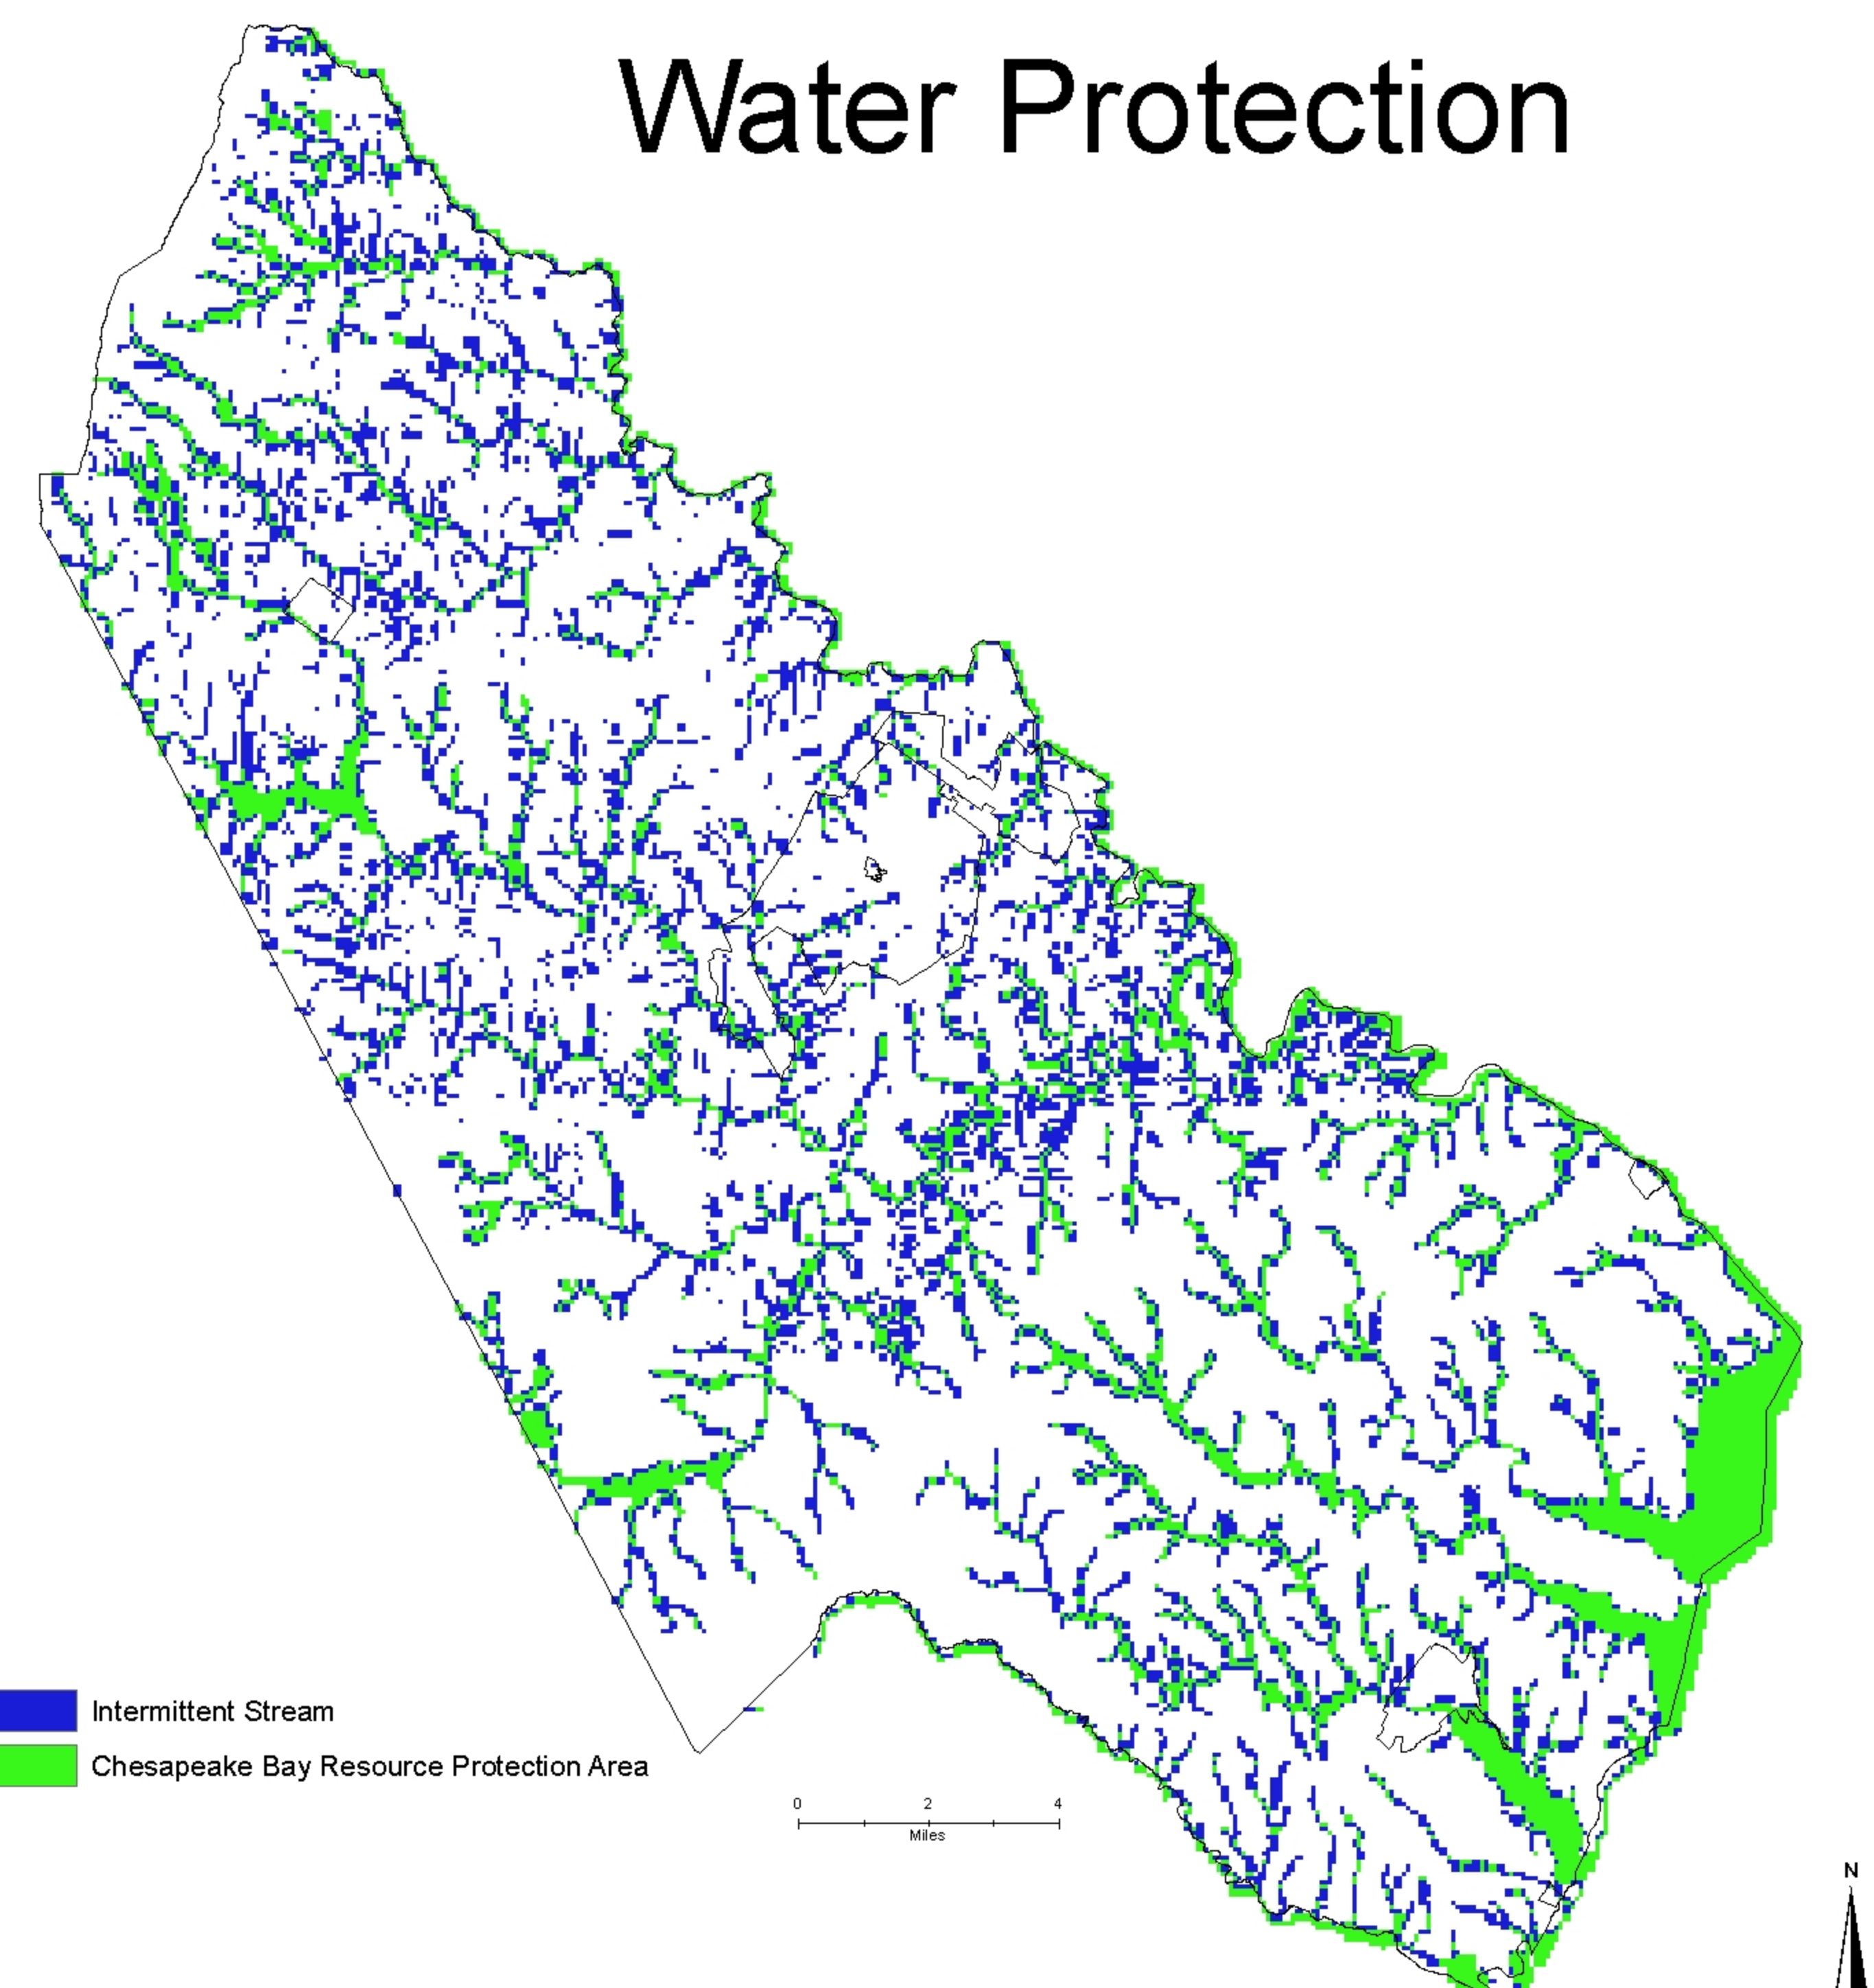 Water Protection
Intermittent Stream
Chesapeake Bay Resource Protection Area
0 2 4
Miles
N